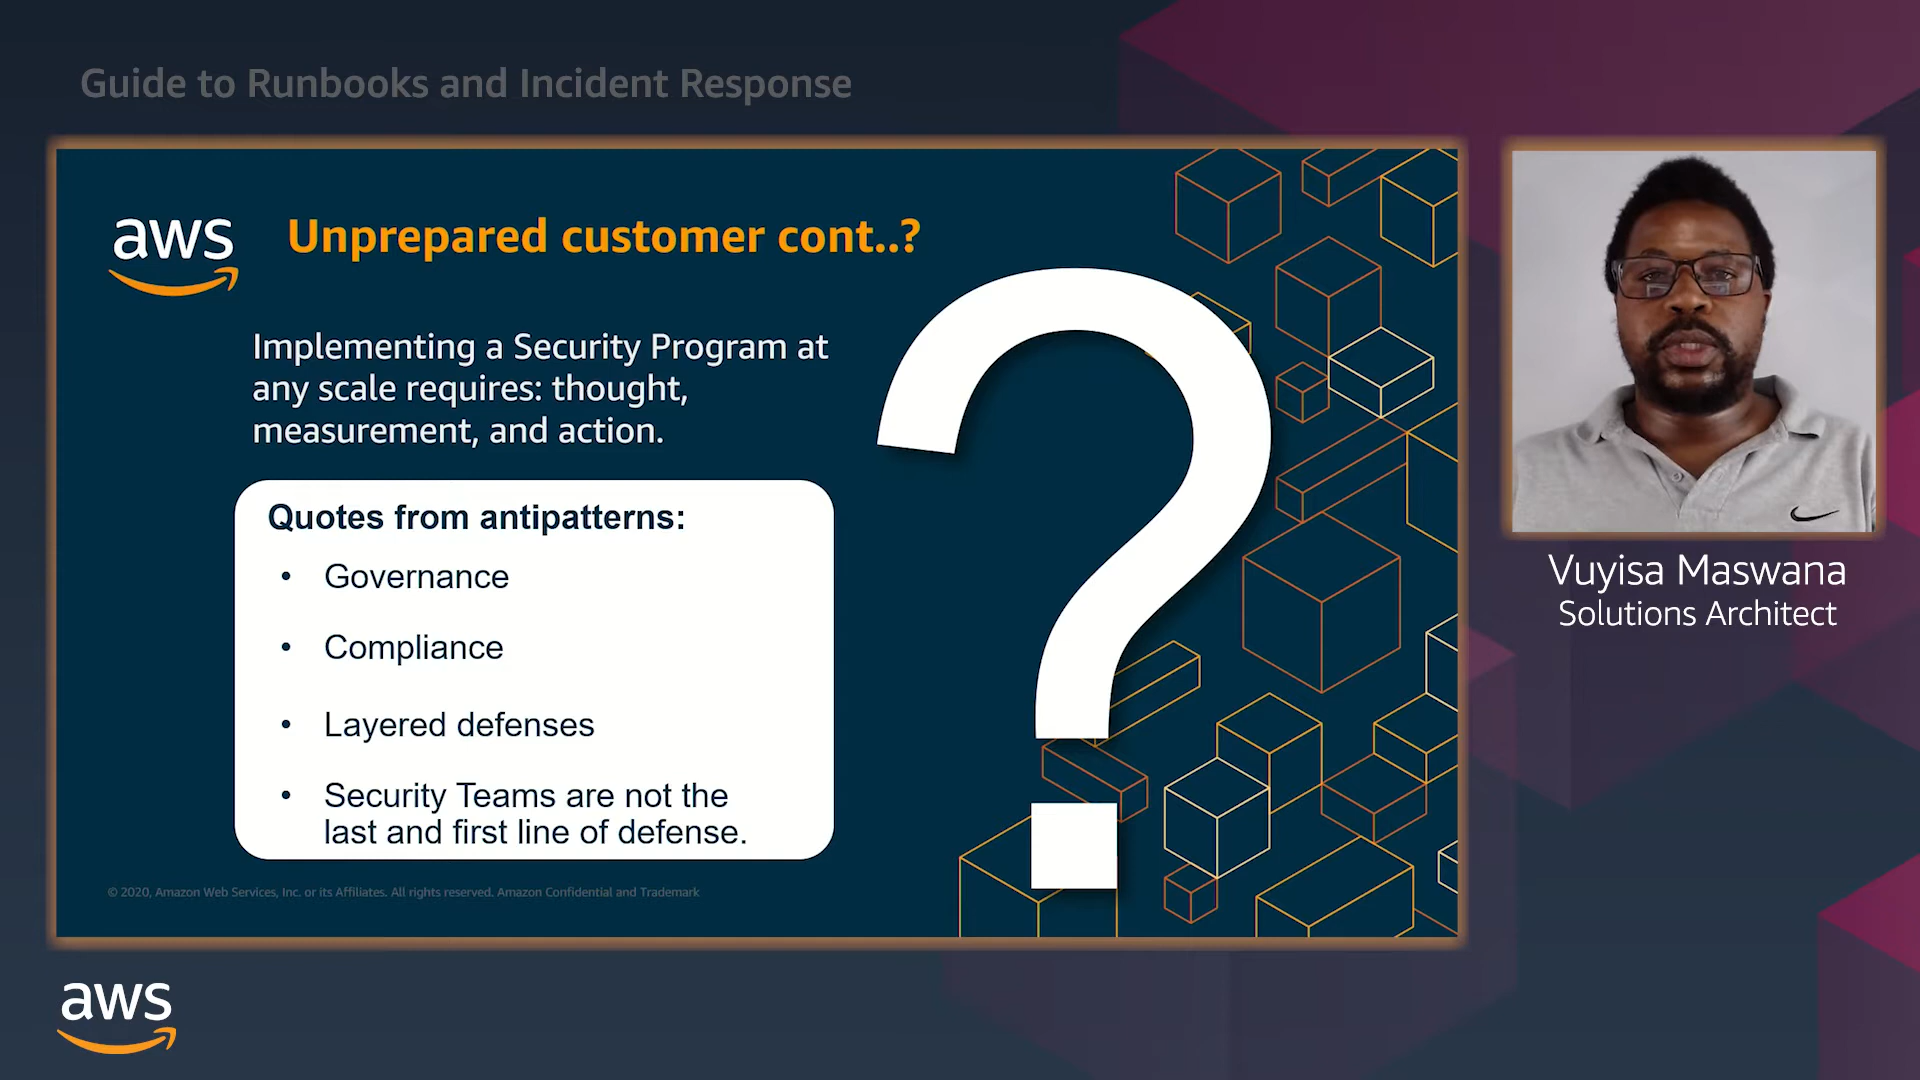 Guide to Runbooks and Incident Response
aws
Unprepared customer cont..?
Implementing a Security Program at
any scale requires: thought,
measurement, and action.
Quotes from antipatterns:
• Governance
• Compliance
• Layered defenses
• Security Teams are not the
last and first line of defense.
?
© 2020, Amazon Web Services, Inc. or its Affiliates. All rights reserved. Amazon Confidential and Trademark
Vuyisa Maswana
Solutions Architect
aws